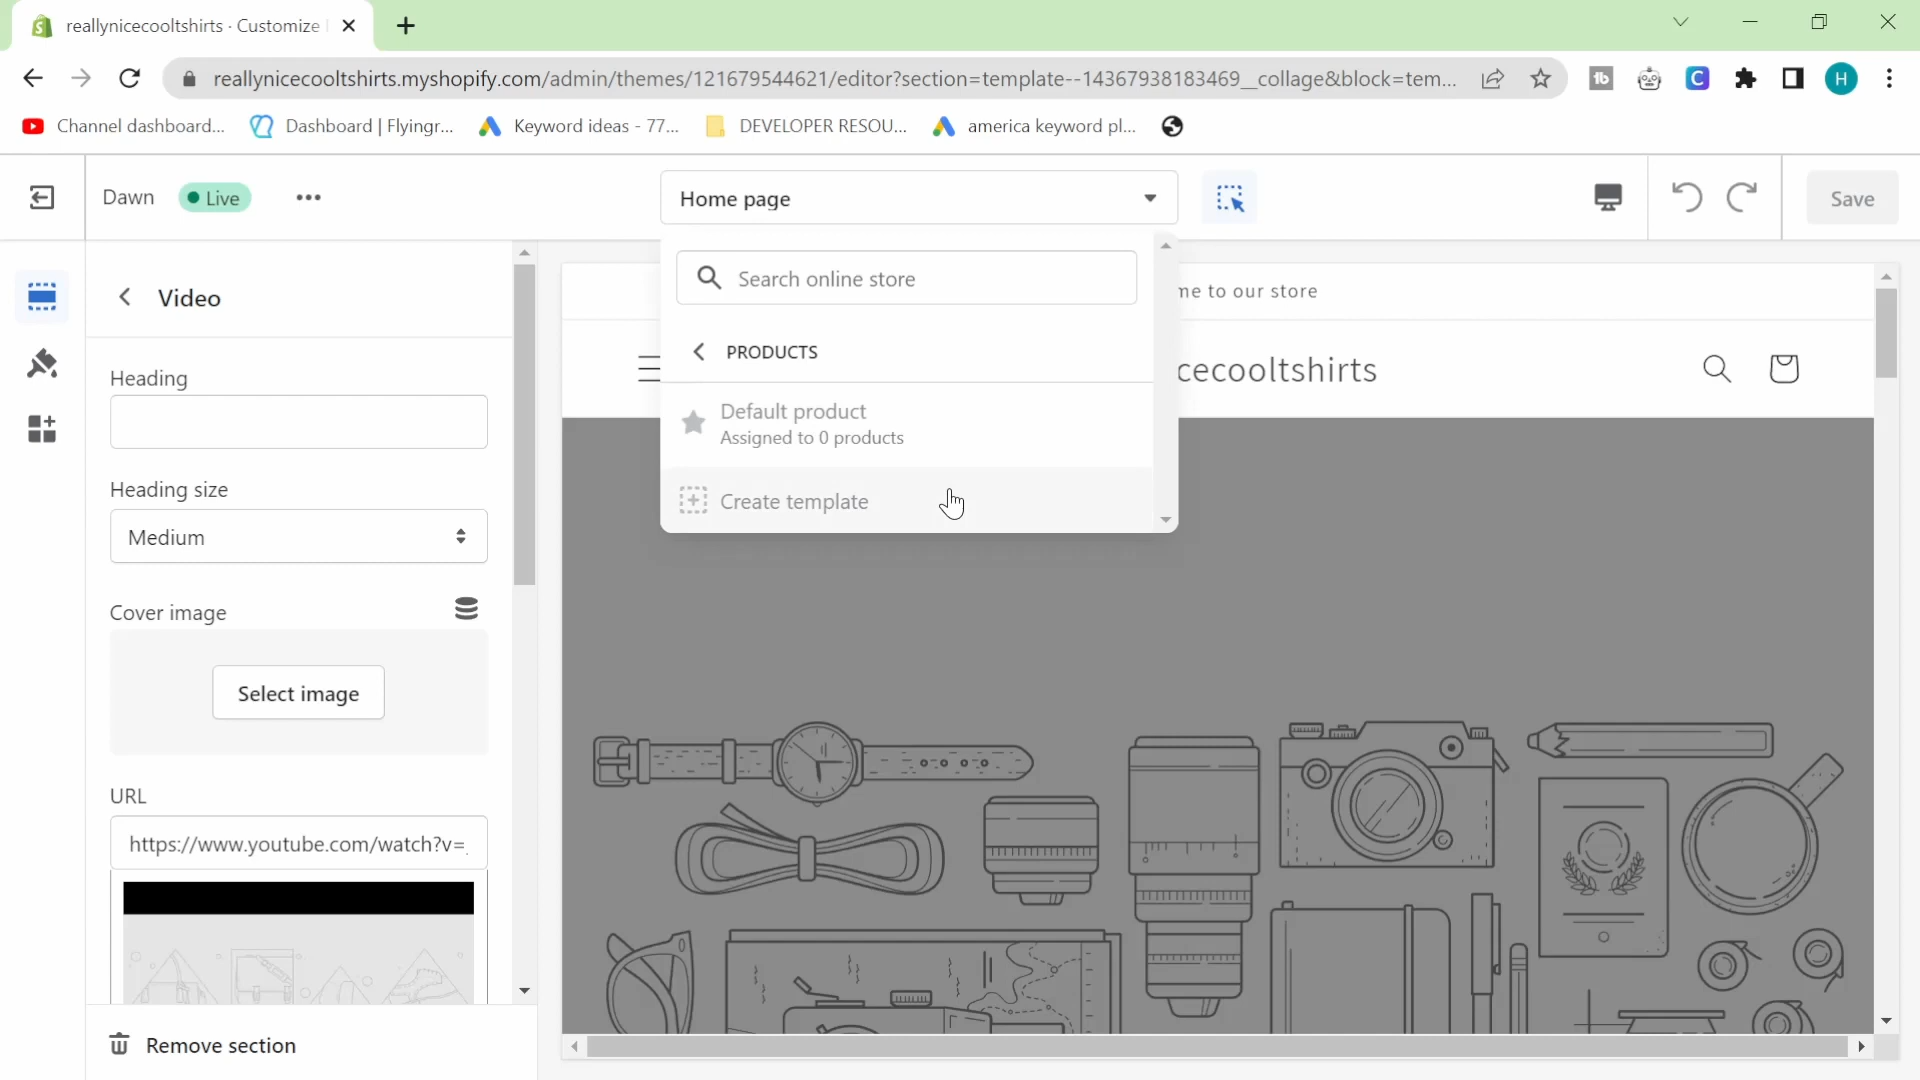 reallynicecooltshirts · Customize
reallynicecooltshirts.myshopify.com/admin/themes/121679544621/editor?section=template--14367938183469__collage&block=tem...
H
Channel dashboard...
Dashboard | Flyingr...
Keyword ideas - 77...
DEVELOPER RESOU...
america keyword pl...
Dawn
Live
Home page
Save
Search online store
PRODUCTS
Default product
Assigned to 0 products
Create template
Video
Heading
Heading size
Medium
Cover image
Select image
URL
https://www.youtube.com/watch?v=_
Remove section
me to our store
cecooltshirts